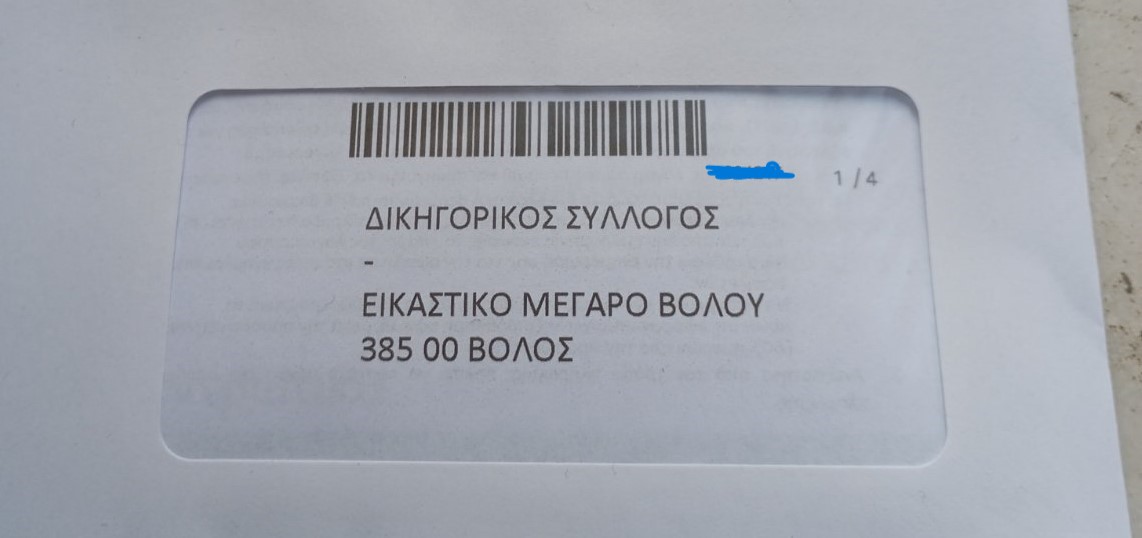 1 / 4
ΔΙΚΗΓΟΡΙΚΟΣ ΣΥΛΛΟΓΟΣ
-
ΕΙΚΑΣΤΙΚΟ ΜΕΓΑΡΟ ΒΟΛΟΥ
385 00 ΒΟΛΟΣ